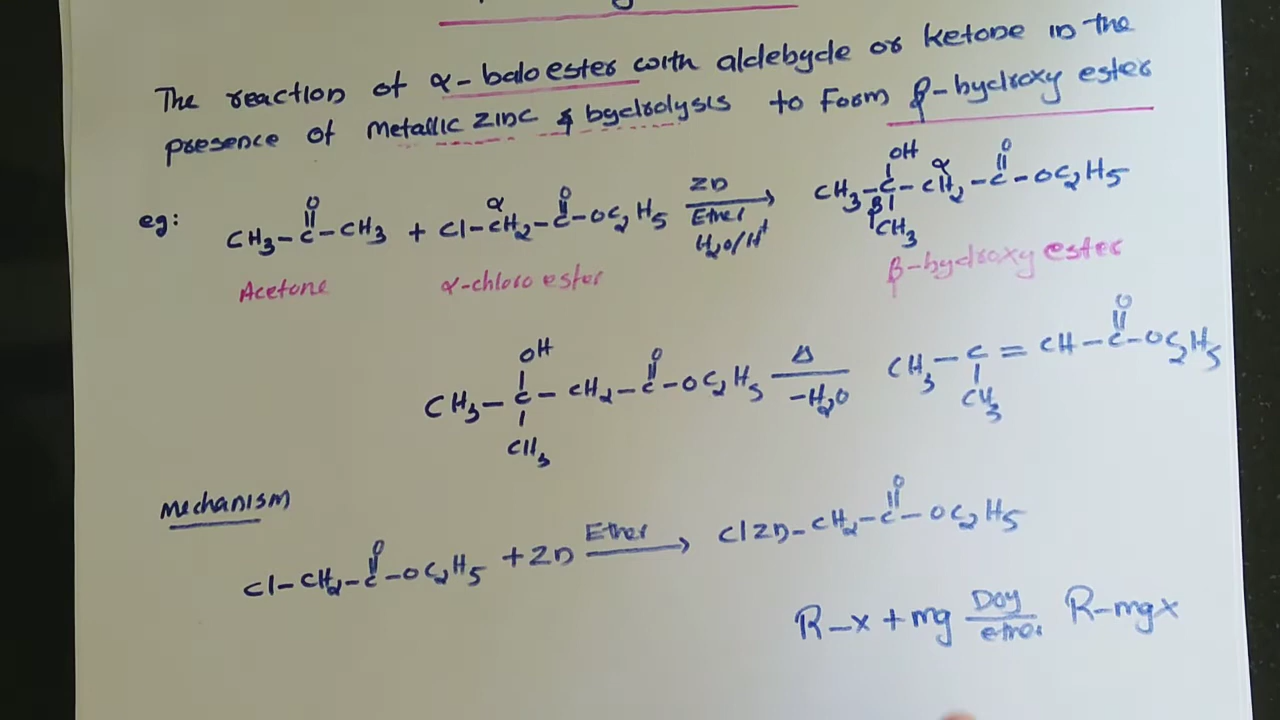 The reaction of α-haloester with aldehyde or ketone in the
presence of Metallic zinc & hydrolysis to form β-hydroxy ester
eg: CH3-C(=O)-CH3 + Cl-CH2(α)-C(=O)-OC2H5 Zn Ether H2O/H+ → CH3-C(OH)(CH3)(β)-CH2(α)-C(=O)-OC2H5
Acetone α-chloro ester β-hydroxy ester
CH3-C(OH)(CH3)-CH2-C(=O)-OC2H5 Δ -H2O CH3-C(CH3)=CH-C(=O)-OC2H5
Mechanism
Cl-CH2-C(=O)-OC2H5 + Zn Ether → ClZn-CH2-C(=O)-OC2H5
R-x + mg Dry ether R-mgx